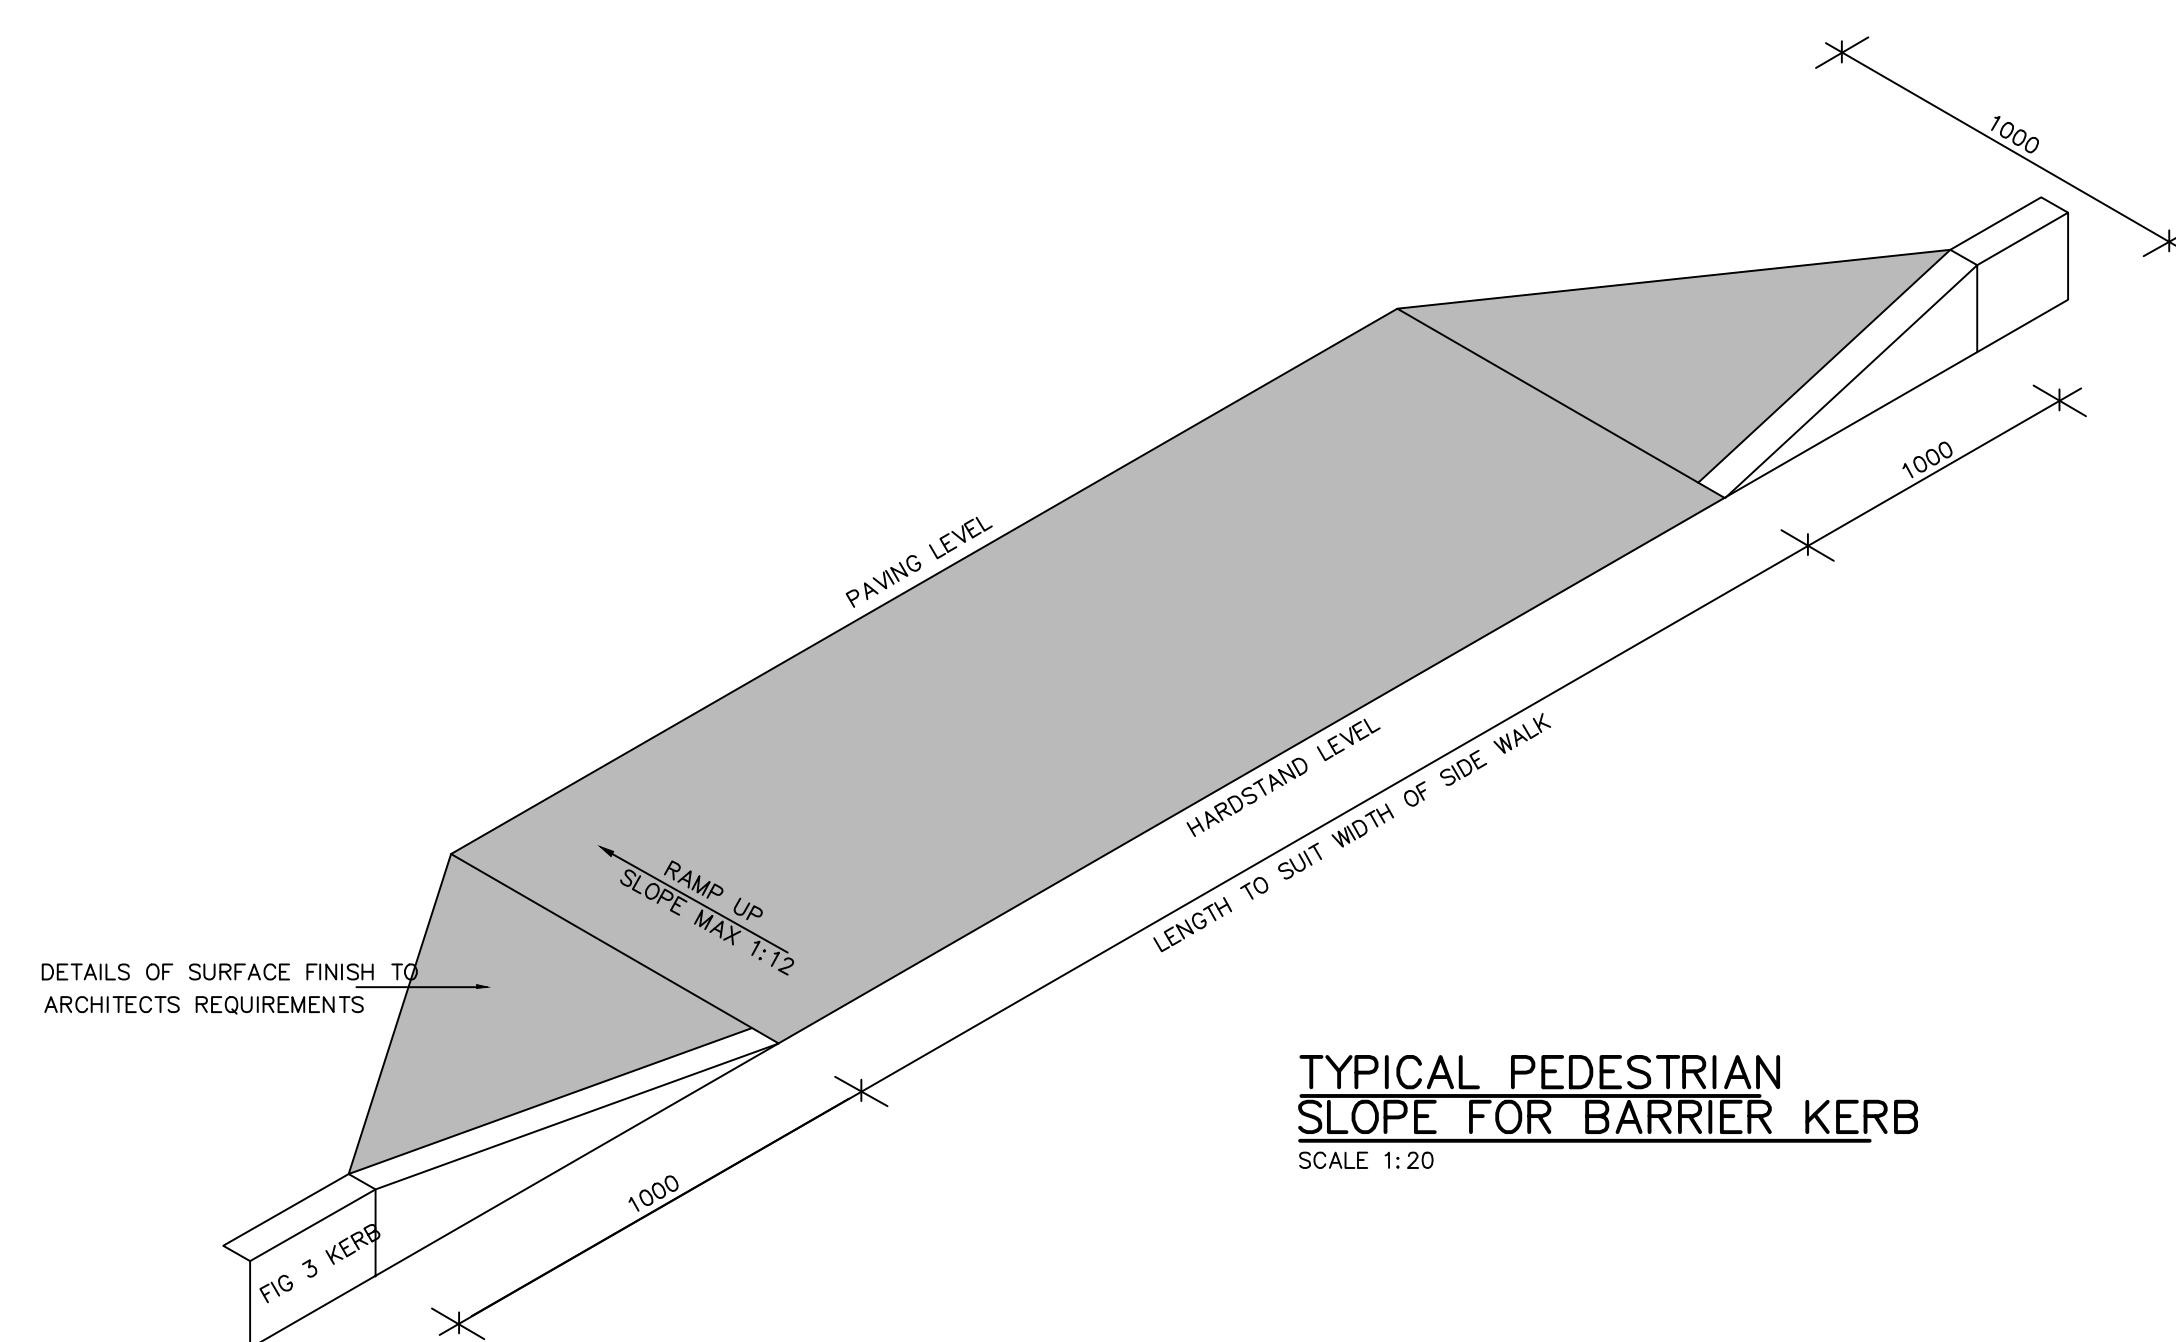 1000
1000
PAVING LEVEL
HARDSTAND LEVEL
LENGTH TO SUIT WIDTH OF SIDE WALK
RAMP UP
SLOPE MAX 1:12
DETAILS OF SURFACE FINISH TO
ARCHITECTS REQUIREMENTS
TYPICAL PEDESTRIAN
SLOPE FOR BARRIER KERB
SCALE 1:20
1000
FIG 3 KERB